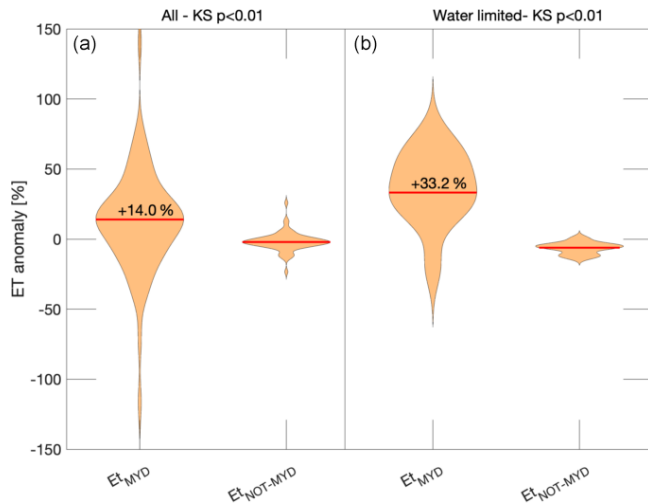 All - KS p<0.01
Water limited- KS p<0.01
(a)
(b)
ET anomaly [%]
150
100
50
0
-50
-100
-150
+14.0 %
+33.2 %
Et_MYD
Et_NOT-MYD
Et_MYD
Et_NOT-MYD